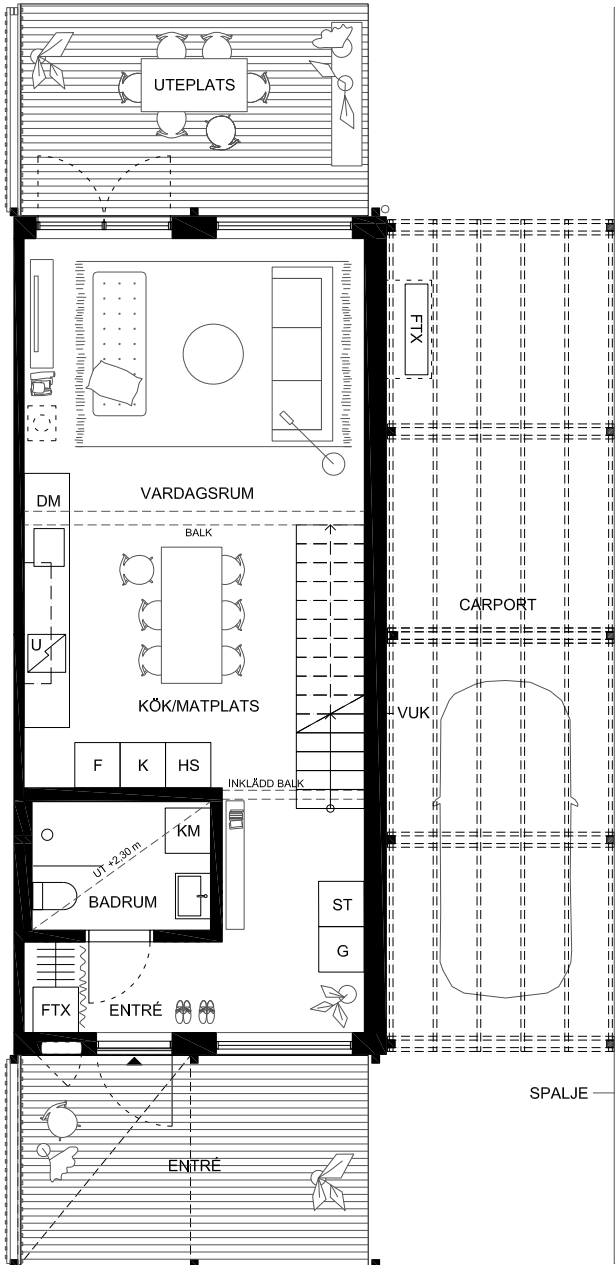 UTEPLATS
FTX
DM
VARDAGSRUM
BALK
CARPORT
U
KÖK/MATPLATS
VUK
F
K
HS
INKLÄDD BALK
KM
UT +2,30 m
BADRUM
ST
G
FTX
ENTRÉ
SPALJE
ENTRÉ